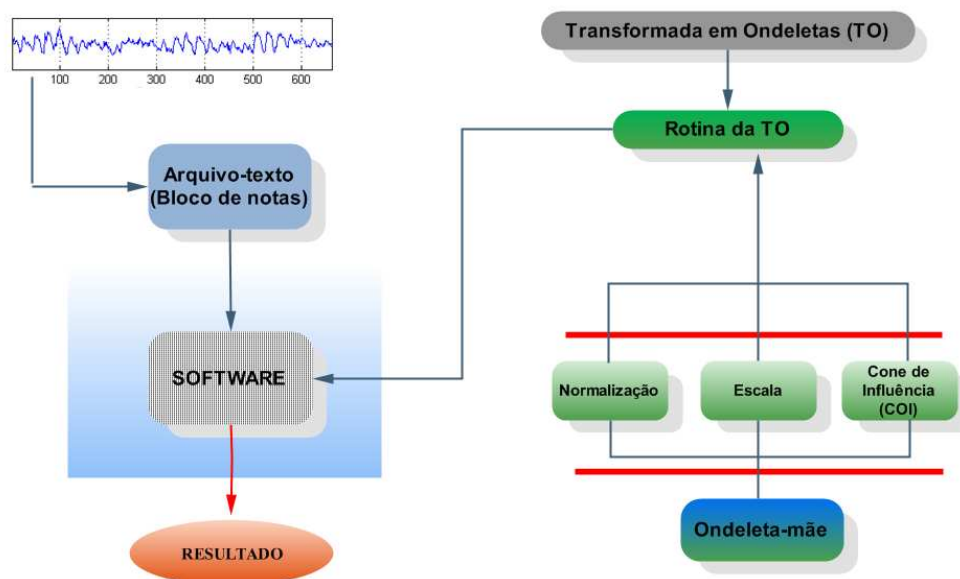 100 200 300 400 500 600
Transformada em Ondeletas (TO)
Rotina da TO
Arquivo-texto
(Bloco de notas)
SOFTWARE
Normalização
Escala
Cone de
Influência
(COI)
Ondeleta-mãe
RESULTADO